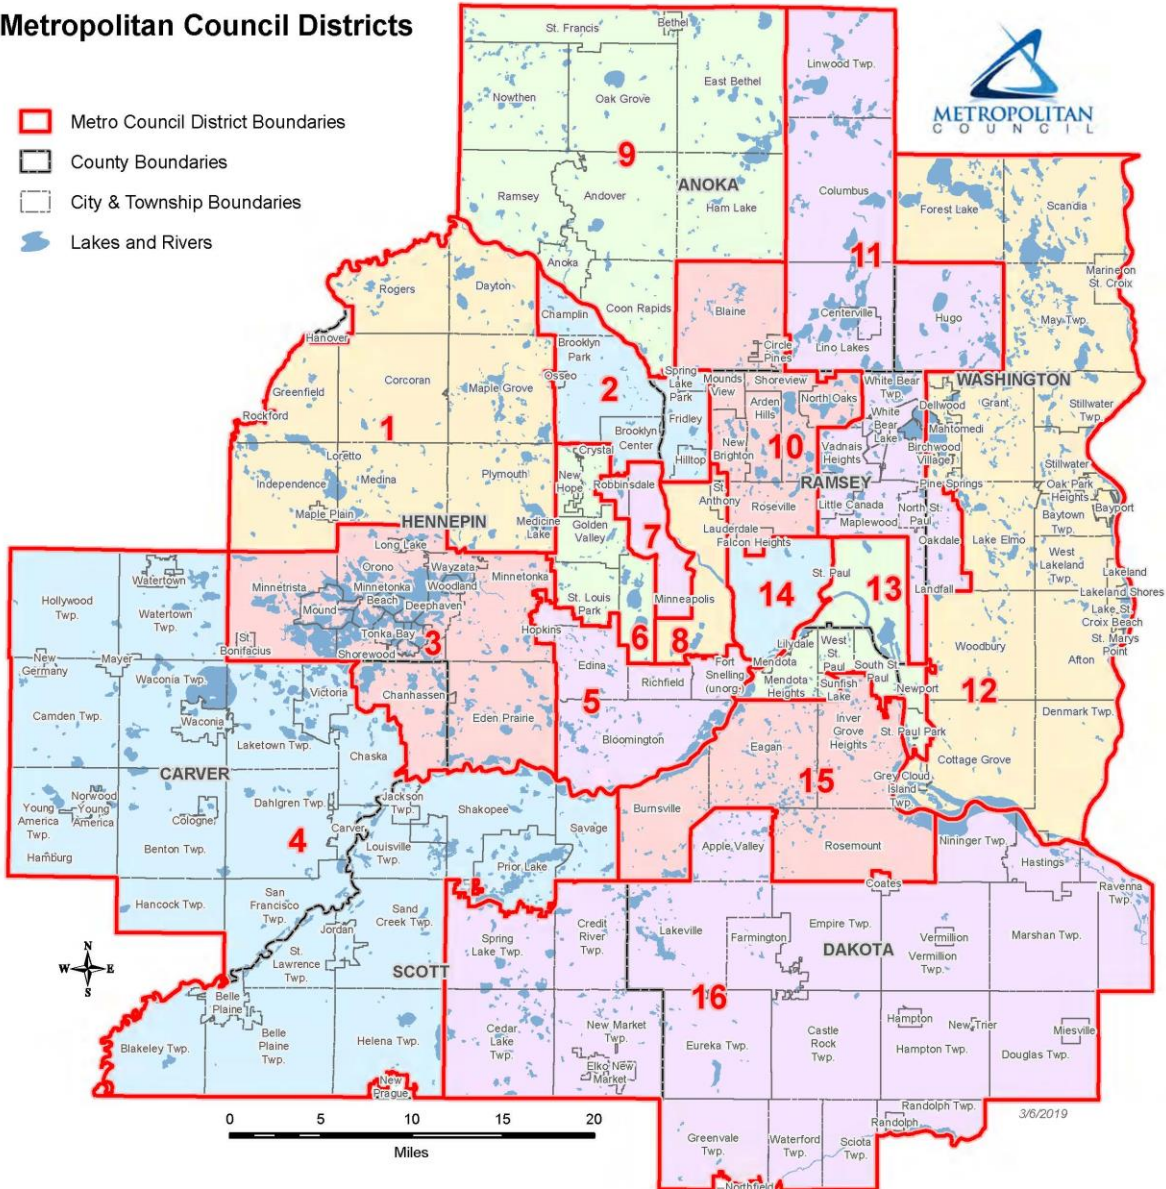 Metropolitan Council Districts
METROPOLITAN
COUNCIL
Metro Council District Boundaries
County Boundaries
City & Township Boundaries
Lakes and Rivers
St. Francis
Bethel
Linwood Twp.
Nowthen
Oak Grove
East Bethel
9
ANOKA
Ramsey
Andover
Ham Lake
Columbus
Forest Lake
Scandia
11
Anoka
Marine on
St. Croix
Rogers
Dayton
Coon Rapids
Champlin
Blaine
Centerville
Hugo
May Twp.
Hanover
Brooklyn
Park
Circle
Pines
Lino Lakes
Osseo
Spring
Lake
Park
Mounds
View
Shoreview
White Bear
Twp.
WASHINGTON
Greenfield
Corcoran
Maple Grove
2
Arden
Hills
North Oaks
Dellwood
Grant
Stillwater
Twp.
Rockford
1
Fridley
White
Bear
Lake
Mahtomedi
Brooklyn
Center
New
Brighton
10
Vadnais
Heights
Birchwood
Village
Crystal
Hilltop
Loretto
Independence
Medina
Plymouth
New
Hope
Robbinsdale
St.
Anthony
RAMSEY
Pine Springs
Stillwater
Oak Park
Heights
Bayport
Maple Plain
Roseville
Little Canada
North St.
Paul
Maplewood
Baytown
Twp.
HENNEPIN
Medicine
Lake
Golden
Valley
7
Lauderdale
Falcon Heights
Oakdale
Lake Elmo
Long Lake
Orono
Wayzata
West
Lakeland
Twp.
Lakeland
Lakeland Shores
Lake St.
Croix Beach
St. Marys
Point
Hollywood
Twp.
Watertown
Watertown
Twp.
Minnetrista
Minnetonka
Beach
Woodland
Minnetonka
14
St. Paul
13
Landfall
Mound
Deephaven
St. Louis
Park
Minneapolis
Tonka Bay
3
Hopkins
6
8
Lilydale
West
St.
Paul
St.
Bonifacius
Shorewood
Edina
Fort
Snelling
(unorg.)
Mendota
Mendota
Heights
South St.
Paul
Woodbury
Afton
New
Germany
Mayer
Waconia Twp.
Victoria
Chanhassen
Richfield
Sunfish
Lake
Newport
12
5
Camden Twp.
Waconia
Eden Prairie
Inver
Grove
Heights
St. Paul Park
Denmark Twp.
Laketown Twp.
Bloomington
Eagan
Chaska
Cottage Grove
CARVER
15
Grey Cloud
Island
Twp.
Norwood
Young
America
Young
America
Twp.
Cologne
Dahlgren Twp.
Jackson
Twp.
Shakopee
Burnsville
Carver
Louisville
Twp.
Savage
Hamburg
Benton Twp.
4
Prior Lake
Apple Valley
Rosemount
Nininger Twp.
Hastings
Coates
Ravenna
Twp.
Hancock Twp.
San
Francisco
Twp.
Sand
Creek Twp.
Jordan
Spring
Lake Twp.
Credit
River
Twp.
Lakeville
Farmington
Empire Twp.
Vermillion
Vermillion
Twp.
Marshan Twp.
DAKOTA
N
W
E
S
St.
Lawrence
Twp.
SCOTT
16
Belle
Plaine
Belle
Plaine
Twp.
Blakeley Twp.
Helena Twp.
Cedar
Lake
Twp.
New Market
Twp.
Elko New
Market
Eureka Twp.
Castle
Rock
Twp.
Hampton
New Trier
Hampton Twp.
Miesville
Douglas Twp.
New
Prague
0 5 10 15 20
Miles
Randolph Twp.
Randolph
3/6/2019
Greenvale
Twp.
Waterford
Twp.
Sciota
Twp.
Northfield